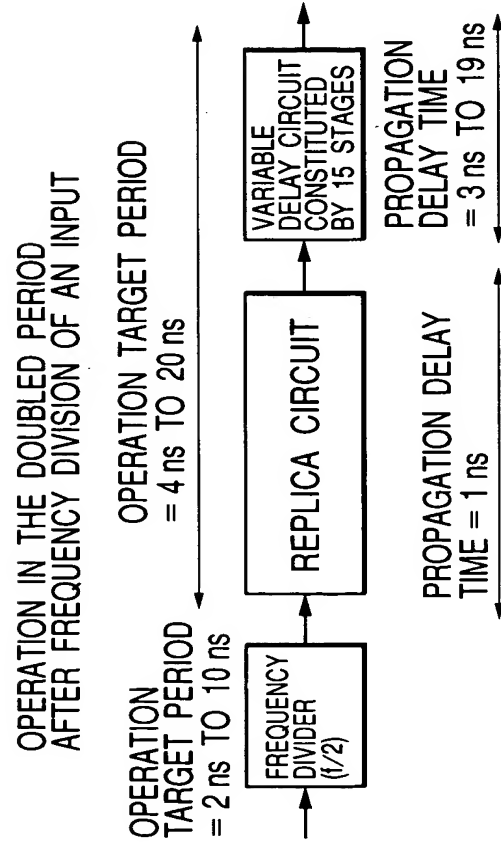 OPERATION IN THE DOUBLED PERIOD
AFTER FREQUENCY DIVISION OF AN INPUT
OPERATION
TARGET PERIOD
= 2 ns TO 10 ns
OPERATION TARGET PERIOD
= 4 ns TO 20 ns
FREQUENCY
DIVIDER
(f/2)
REPLICA CIRCUIT
VARIABLE
DELAY CIRCUIT
CONSTITUTED
BY 15 STAGES
PROPAGATION DELAY
TIME = 1 ns
PROPAGATION
DELAY TIME
= 3 ns TO 19 ns